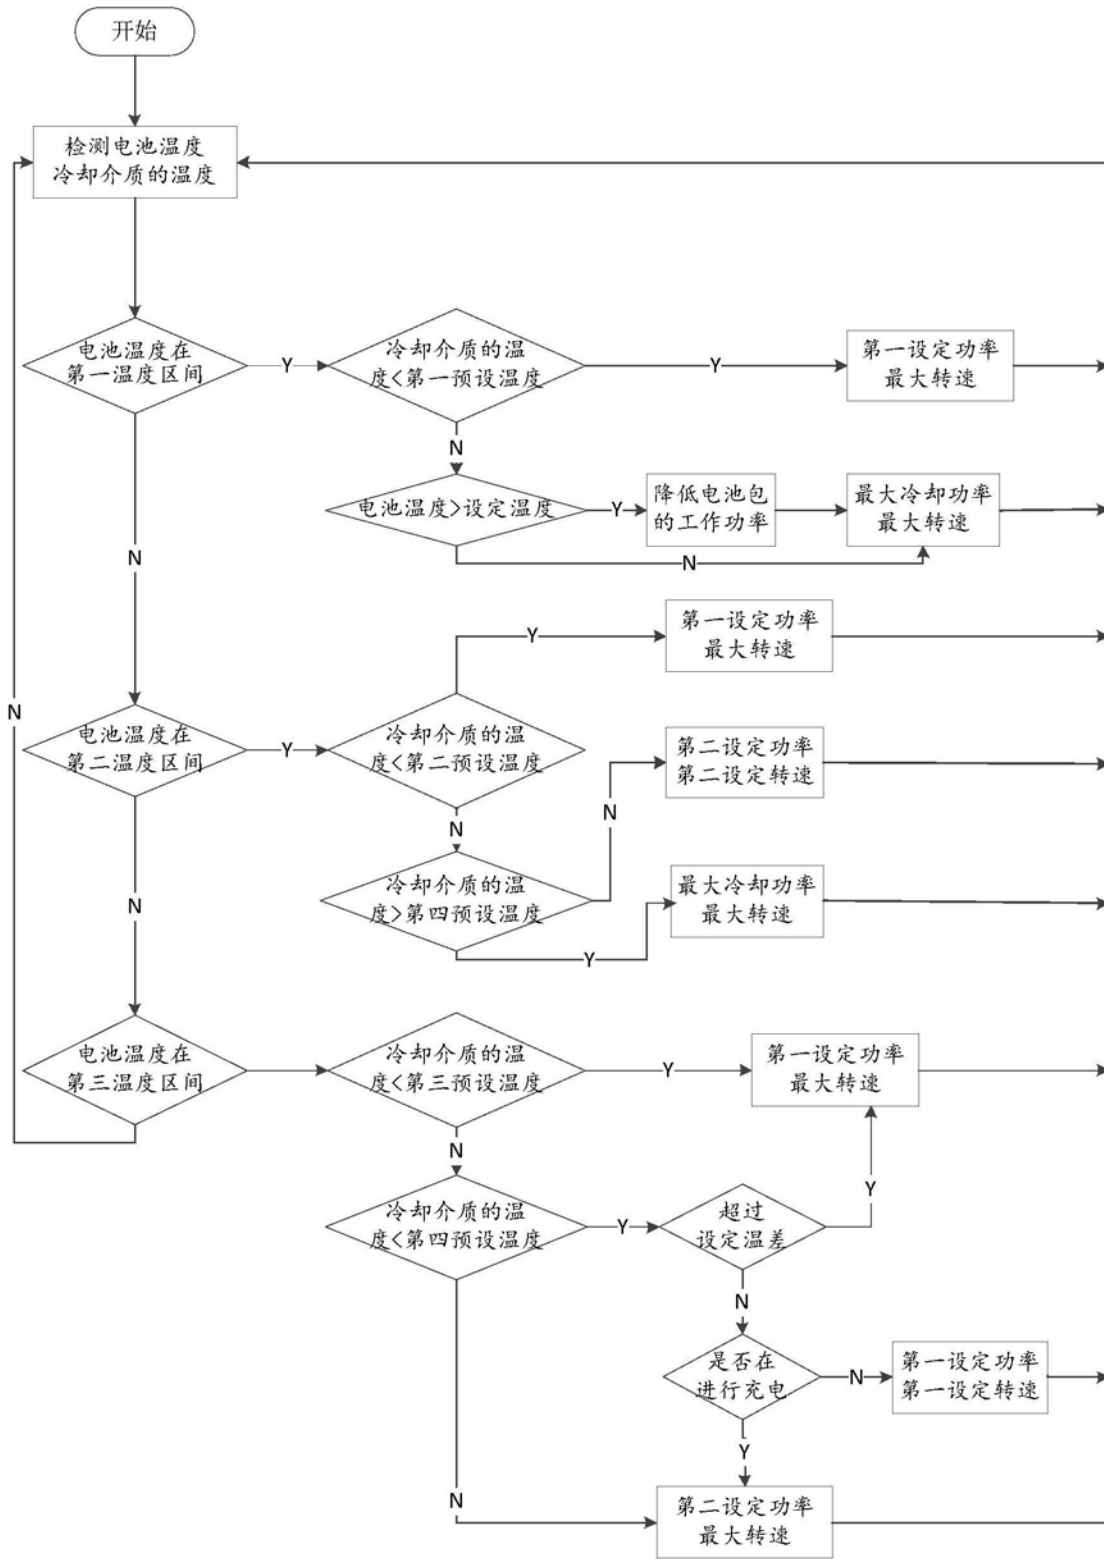 开始
检测电池温度
冷却介质的温度
电池温度在
第一温度区间
Y
冷却介质的温
度<第一预设温度
Y
第一设定功率
最大转速
N
电池温度>设定温度
Y
降低电池包
的工作功率
最大冷却功率
最大转速
N
N
Y
第一设定功率
最大转速
N
电池温度在
第二温度区间
Y
冷却介质的温
度<第二预设温度
第二设定功率
第二设定转速
N
N
冷却介质的温
度>第四预设温度
最大冷却功率
最大转速
N
Y
电池温度在
第三温度区间
冷却介质的温
度<第三预设温度
Y
第一设定功率
最大转速
N
Y
冷却介质的温
度<第四预设温度
Y
超过
设定温差
N
是否在
进行充电
N
第一设定功率
第一设定转速
Y
N
第二设定功率
最大转速